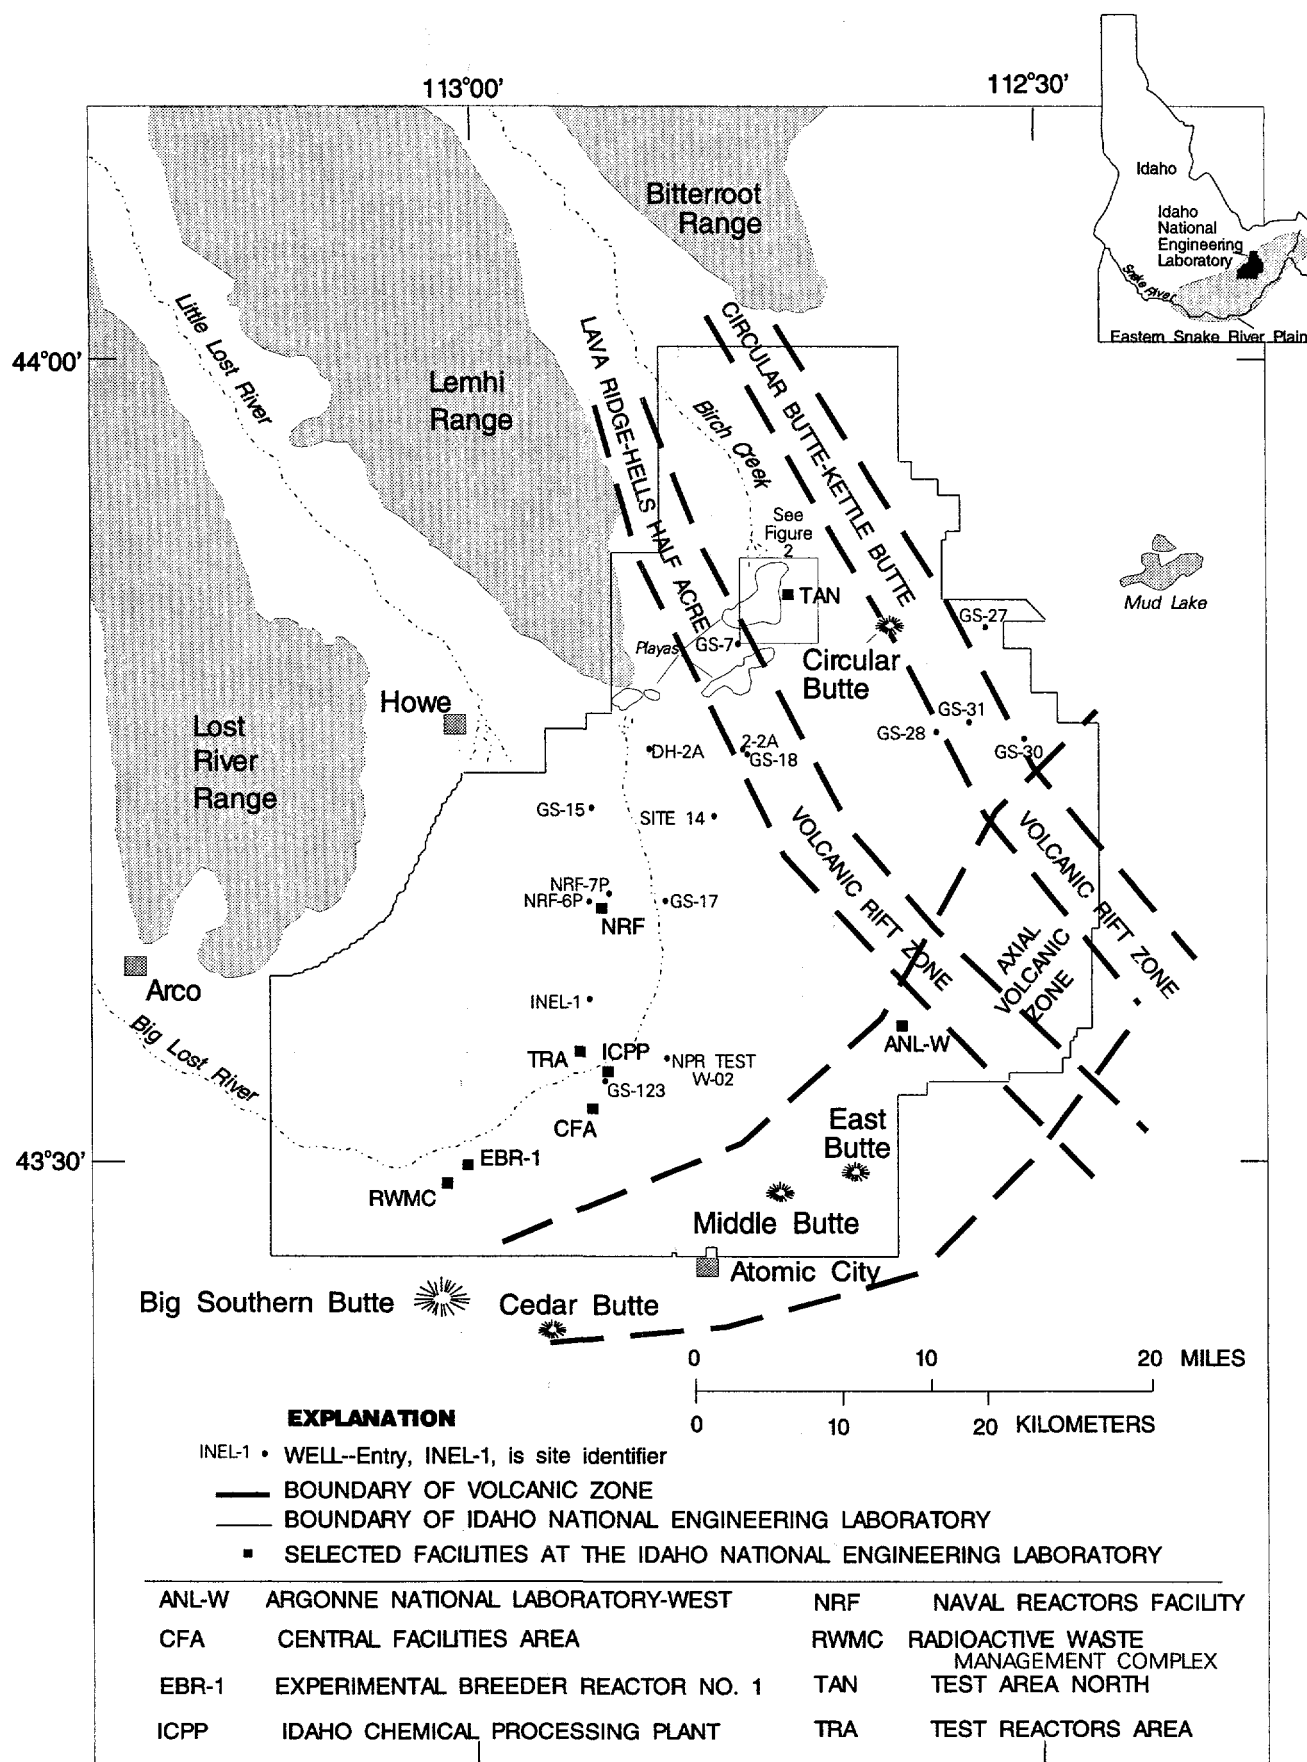 113°00'
112°30'
Idaho
Idaho
National
Engineering
Laboratory
Snake River
Eastern Snake River Plain
Bitterroot
Range
Little Lost River
44°00'
Lemhi
Range
LAVA RIDGE-HELLS HALF ACRE
CIRCULAR BUTTE-KETTLE BUTTE
Birch Creek
See
Figure
2
TAN
Mud Lake
GS-27
Playas
GS-7
Circular
Butte
Howe
Lost
River
Range
GS-31
GS-28
GS-30
DH-2A
2-2A
GS-18
GS-15
SITE 14
VOLCANIC RIFT ZONE
VOLCANIC RIFT ZONE
NRF-7P
NRF-6P
GS-17
NRF
AXIAL
VOLCANIC
ZONE
Arco
Big Lost River
INEL-1
ANL-W
TRA
ICPP
NPR TEST
W-02
GS-123
CFA
East
Butte
43°30'
EBR-1
RWMC
Middle Butte
Atomic City
Big Southern Butte
Cedar Butte
0 10 20 MILES
0 10 20 KILOMETERS
EXPLANATION
INEL-1 • WELL--Entry, INEL-1, is site identifier
BOUNDARY OF VOLCANIC ZONE
BOUNDARY OF IDAHO NATIONAL ENGINEERING LABORATORY
SELECTED FACILITIES AT THE IDAHO NATIONAL ENGINEERING LABORATORY
ANL-W ARGONNE NATIONAL LABORATORY-WEST
NRF NAVAL REACTORS FACILITY
CFA CENTRAL FACILITIES AREA
RWMC RADIOACTIVE WASTE
MANAGEMENT COMPLEX
EBR-1 EXPERIMENTAL BREEDER REACTOR NO. 1
TAN TEST AREA NORTH
ICPP IDAHO CHEMICAL PROCESSING PLANT
TRA TEST REACTORS AREA